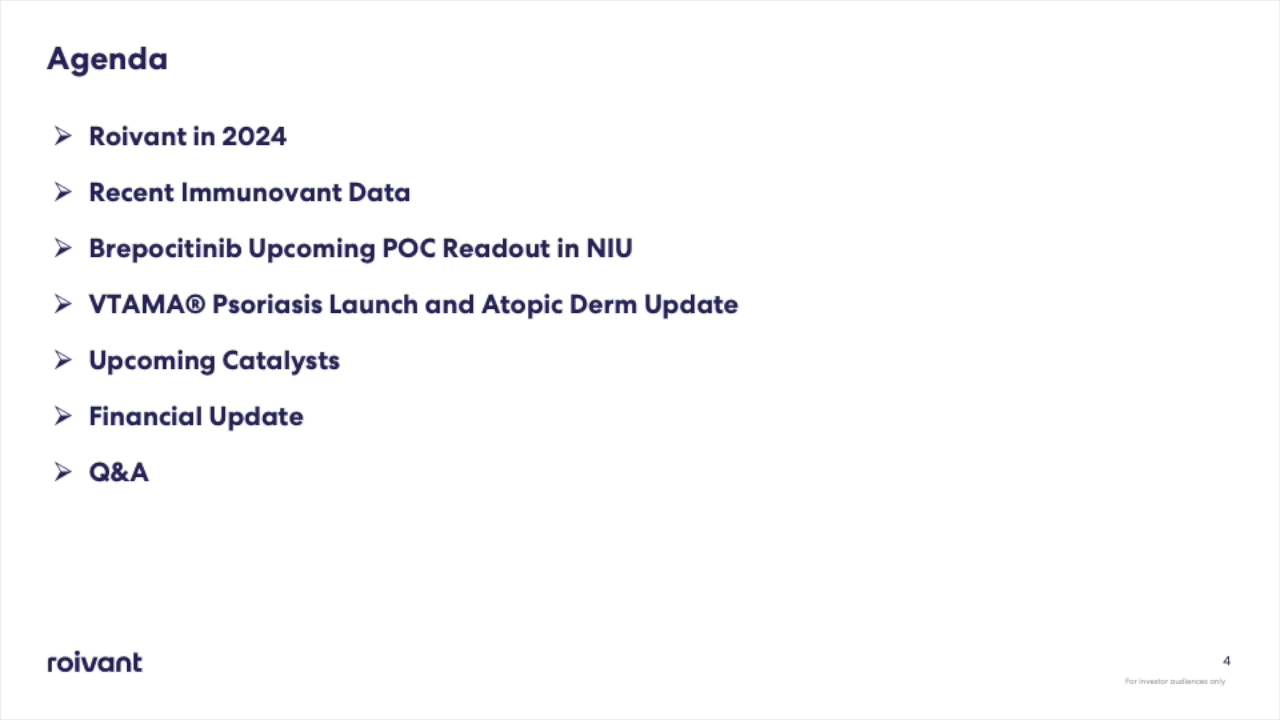 Agenda
➢ Roivant in 2024
➢ Recent Immunovant Data
➢ Brepocitinib Upcoming POC Readout in NIU
➢ VTAMA® Psoriasis Launch and Atopic Derm Update
➢ Upcoming Catalysts
➢ Financial Update
➢ Q&A
roivant
4
For investor audiences only